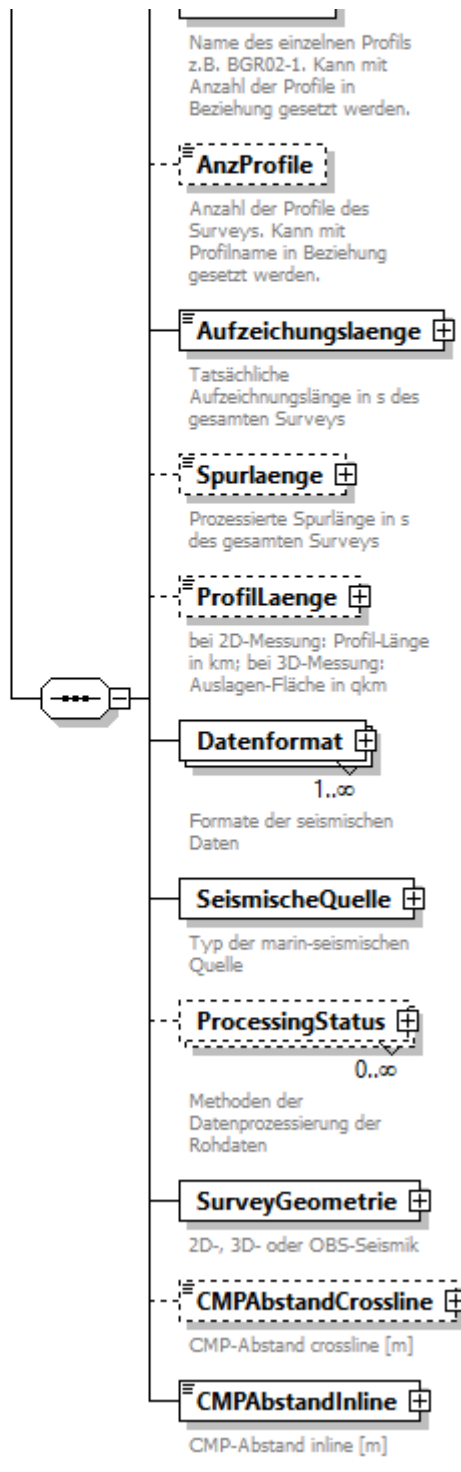 Name des einzelnen Profils
z.B. BGR02-1. Kann mit
Anzahl der Profile in
Beziehung gesetzt werden.
AnzProfile
Anzahl der Profile des
Surveys. Kann mit
Profilname in Beziehung
gesetzt werden.
Aufzeichungslaenge
Tatsächliche
Aufzeichnungslänge in s des
gesamten Surveys
Spurlaenge
Prozessierte Spurlänge in s
des gesamten Surveys
ProfilLaenge
bei 2D-Messung: Profil-Länge
in km; bei 3D-Messung:
Auslagen-Fläche in qkm
Datenformat
1..∞
Formate der seismischen
Daten
SeismischeQuelle
Typ der marin-seismischen
Quelle
ProcessingStatus
0..∞
Methoden der
Datenprozessierung der
Rohdaten
SurveyGeometrie
2D-, 3D- oder OBS-Seismik
CMPAbstandCrossline
CMP-Abstand crossline [m]
CMPAbstandInline
CMP-Abstand inline [m]